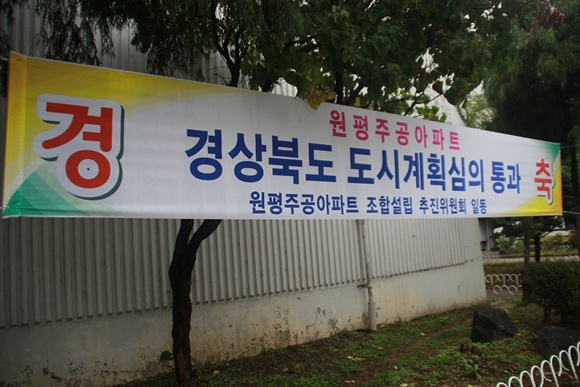 경
원평주공아파트
경상북도 도시계획심의 통과
원평주공아파트 조합설립 추진위원회 일동
축